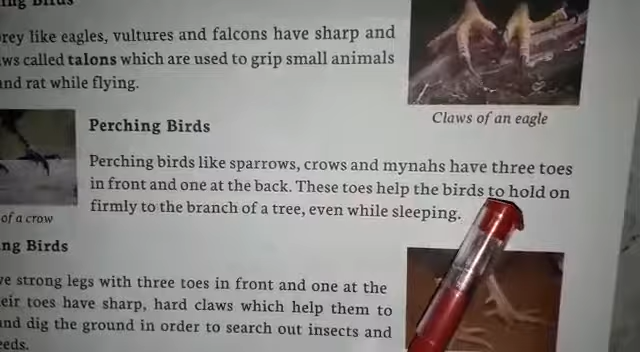 rey like eagles, vultures and falcons have sharp and
ws called talons which are used to grip small animals
and rat while flying.
Claws of an eagle
Perching Birds
Perching birds like sparrows, crows and mynahs have three toes
in front and one at the back. These toes help the birds to hold on
firmly to the branch of a tree, even while sleeping.
of a crow
ng Birds
ve strong legs with three toes in front and one at the
eir toes have sharp, hard claws which help them to
and dig the ground in order to search out insects and
eeds.